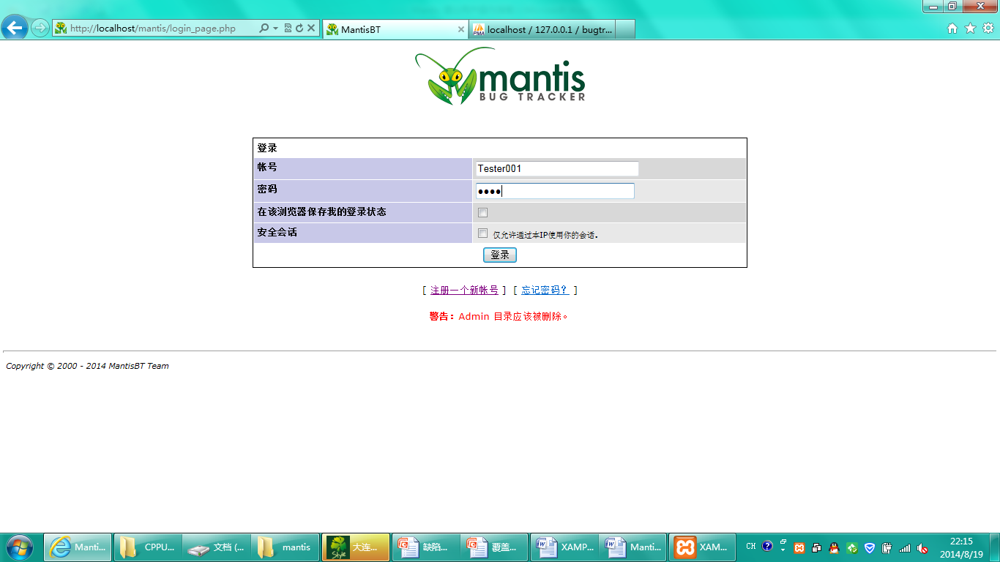 http://localhost/mantis/login_page.php
MantisBT
localhost / 127.0.0.1 / bugtr...
mantis
BUG TRACKER
登录
帐号
Tester001
密码
在该浏览器保存我的登录状态
安全会话
仅允许通过本IP使用你的会话。
登录
[ 注册一个新帐号 ] [ 忘记密码? ]
警告：Admin 目录应该被删除。
Copyright © 2000 - 2014 MantisBT Team
Manti...
CPPU...
文档 (...
mantis
大连...
缺陷...
覆盖...
XAMP...
Manti...
XAM...
CH
22:15
2014/8/19